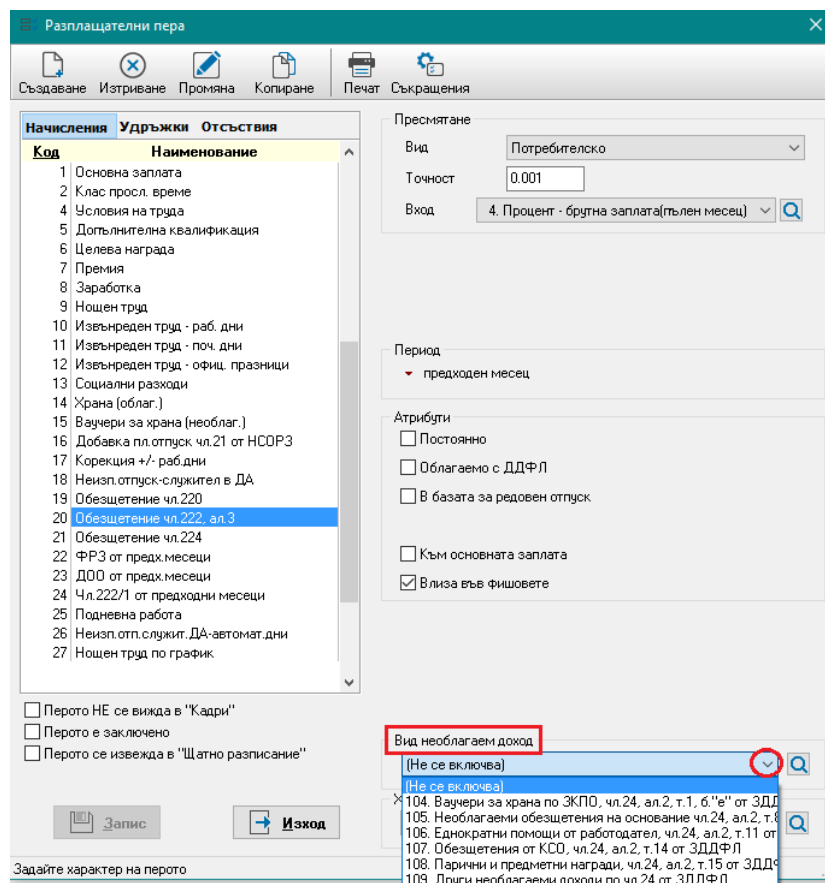 Разплащателни пера
Създаване Изтриване Промяна Копиране Печат Съкращения
Начисления Удръжки Отсъствия
Код Наименование
1 Основна заплата
2 Клас просл. време
4 Условия на труда
5 Допълнителна квалификация
6 Целева награда
7 Премия
8 Заработка
9 Нощен труд
10 Извънреден труд - раб. дни
11 Извънреден труд - поч. дни
12 Извънреден труд - офиц. празници
13 Социални разходи
14 Храна (облаг.)
15 Ваучери за храна (необлаг.)
16 Добавка пл.отпуск чл.21 от НСОРЗ
17 Корекция +/- раб.дни
18 Неизп.отпуск-служител в ДА
19 Обезщетение чл.220
20 Обезщетение чл.222, ал.3
21 Обезщетение чл.224
22 ФРЗ от предх.месеци
23 ДОО от предх.месеци
24 Чл.222/1 от предходни месеци
25 Подневна работа
26 Неизп.отп.служит.ДА-автомат.дни
27 Нощен труд по график
Перото НЕ се вижда в "Кадри"
Перото е заключено
Перото се извежда в "Щатно разписание"
Запис Изход
Задайте характер на перото
Пресмятане
Вид Потребителско
Точност 0.001
Вход 4. Процент - брутна заплата(пълен месец)
Период
предходен месец
Атрибути
Постоянно
Облагаемо с ДДФЛ
В базата за редовен отпуск
Към основната заплата
Влиза във фишовете
Вид необлагаем доход
(Не се включва)
(Не се включва)
104. Ваучери за храна по ЗКПО, чл.24, ал.2, т.1, б."е" от ЗДД
105. Необлагаеми обезщетения на основание чл.24, ал.2, т.8
106. Еднократни помощи от работодател, чл.24, ал.2, т.11 от
107. Обезщетения от КСО, чл.24, ал.2, т.14 от ЗДДФЛ
108. Парични и предметни награди, чл.24, ал.2, т.15 от ЗДДФ
109. Други необлагаеми доходи по чл.24 от ЗДДФЛ